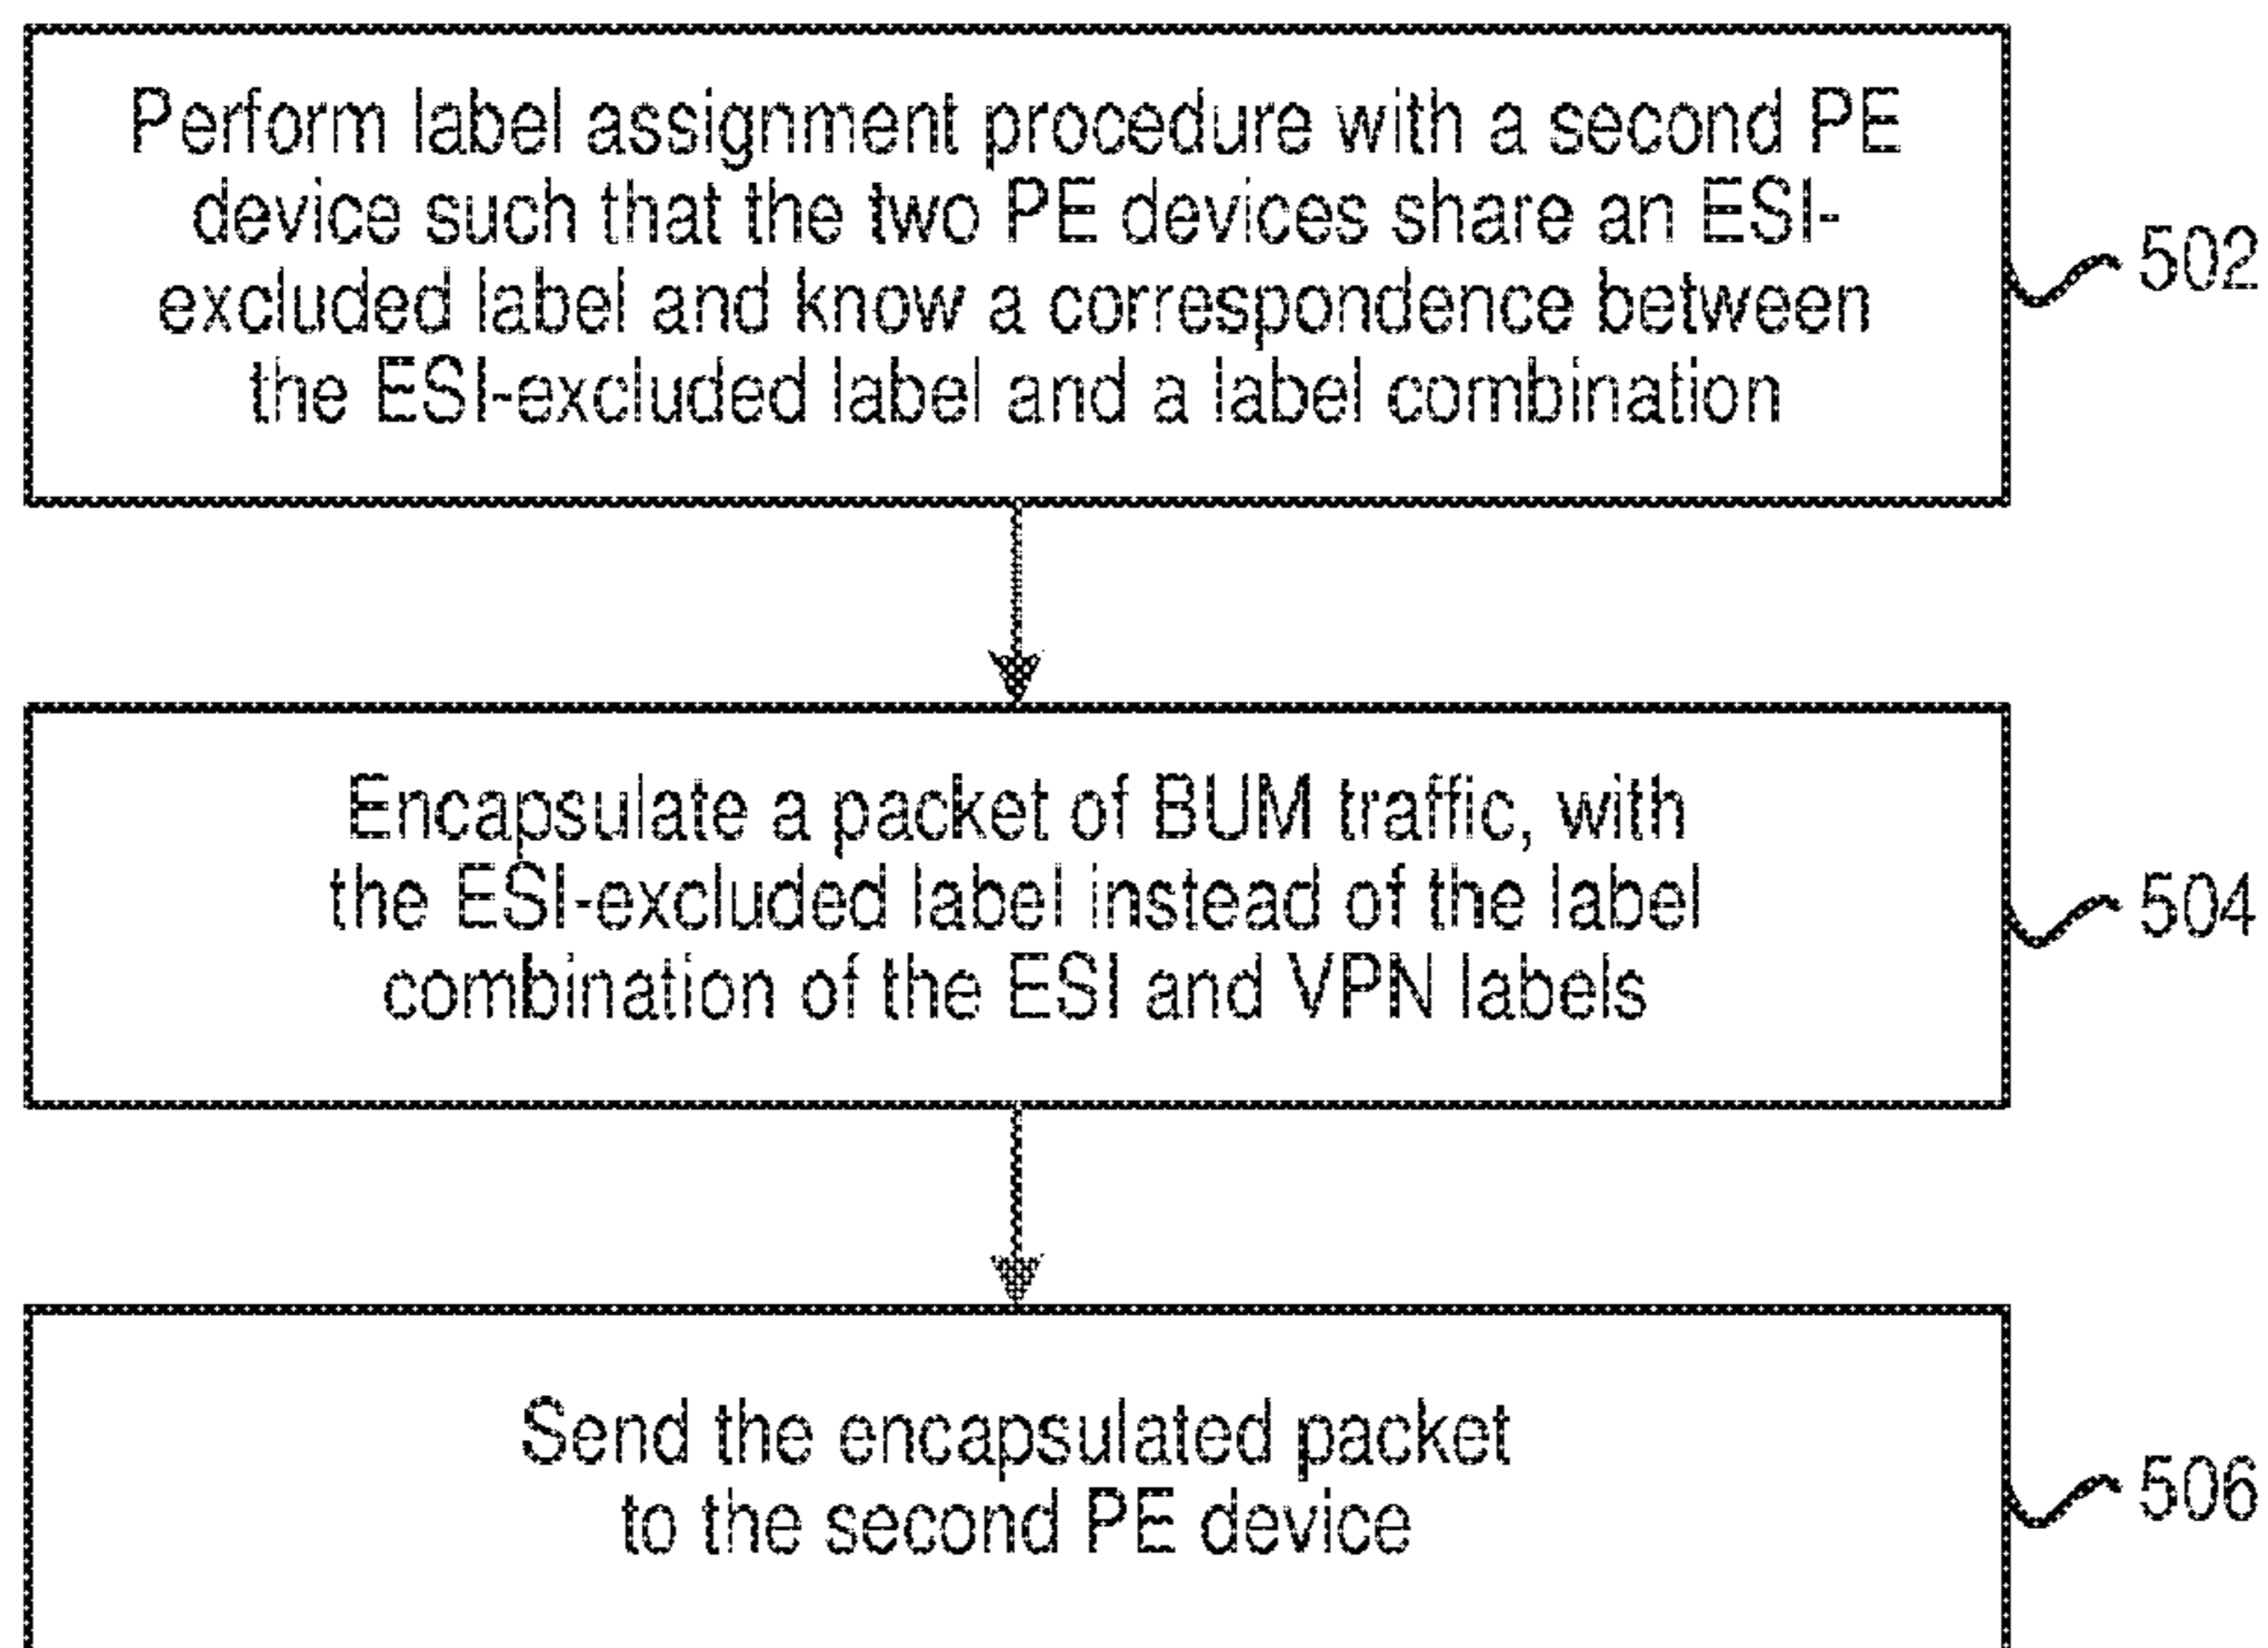 Perform label assignment procedure with a second PE
device such that the two PE devices share an ESI-
excluded label and know a correspondence between
the ESI-excluded label and a label combination
502
Encapsulate a packet of BUM traffic, with
the ESI-excluded label instead of the label
combination of the ESI and VPN labels
504
Send the encapsulated packet
to the second PE device
506